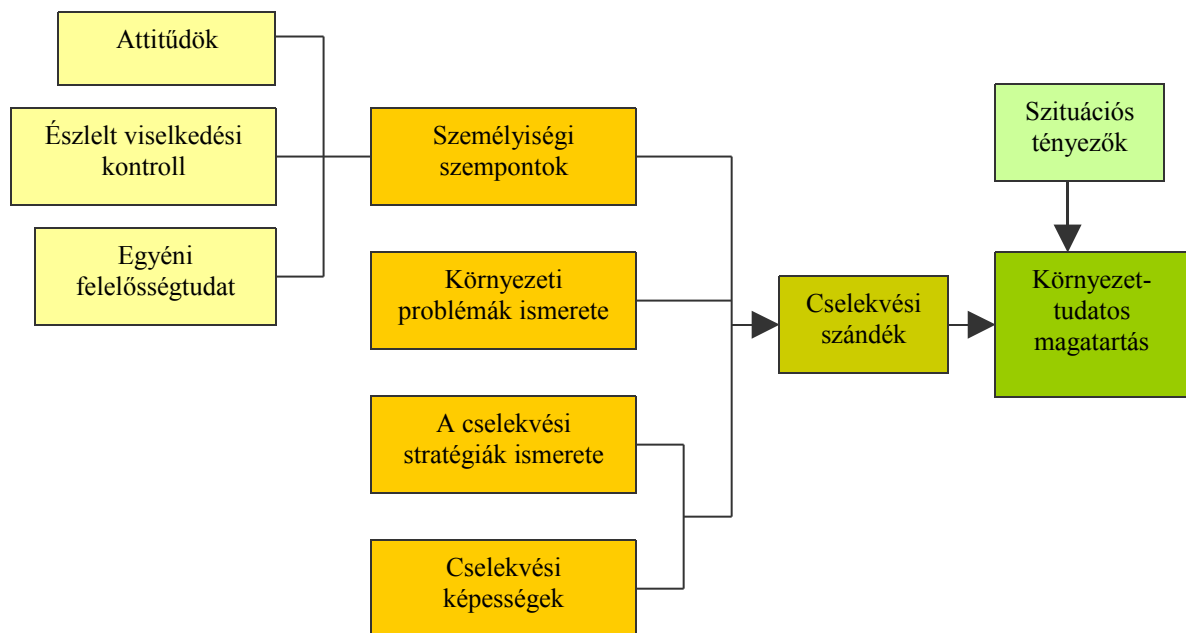 Attitűdök
Észlelt viselkedési
kontroll
Egyéni
felelősségtudat
Személyiségi
szempontok
Környezeti
problémák ismerete
A cselekvési
stratégiák ismerete
Cselekvési
képességek
Cselekvési
szándék
Szituációs
tényezők
Környezet-
tudatos
magatartás